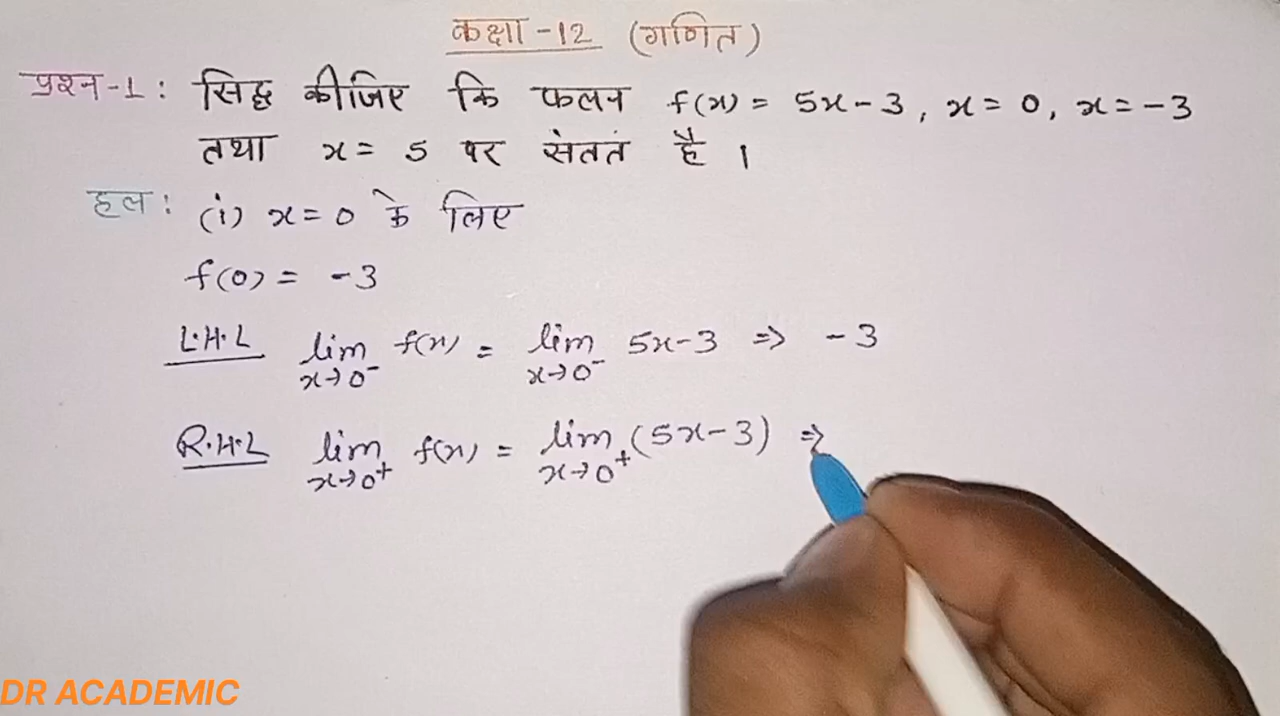 कक्षा -12 (गणित)
प्रश्न-1: सिद्ध कीजिए कि फलन f(x) = 5x-3, x=0, x=-3
तथा x= 5 पर संतत है ।
हल: (i) x=0 के लिए
f(0) = -3
L.H.L lim x→0⁻ f(x) = lim x→0⁻ 5x-3 ⇒ -3
R.H.L lim x→0⁺ f(x) = lim x→0⁺ (5x-3) ⇒
DR ACADEMIC